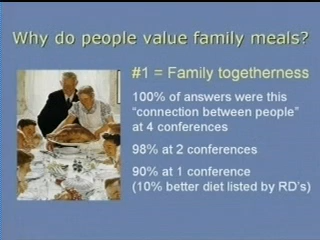 Why do people value family meals?
#1 = Family togetherness
100% of answers were this
"connection between people"
at 4 conferences
98% at 2 conferences
90% at 1 conference
(10% better diet listed by RD's)